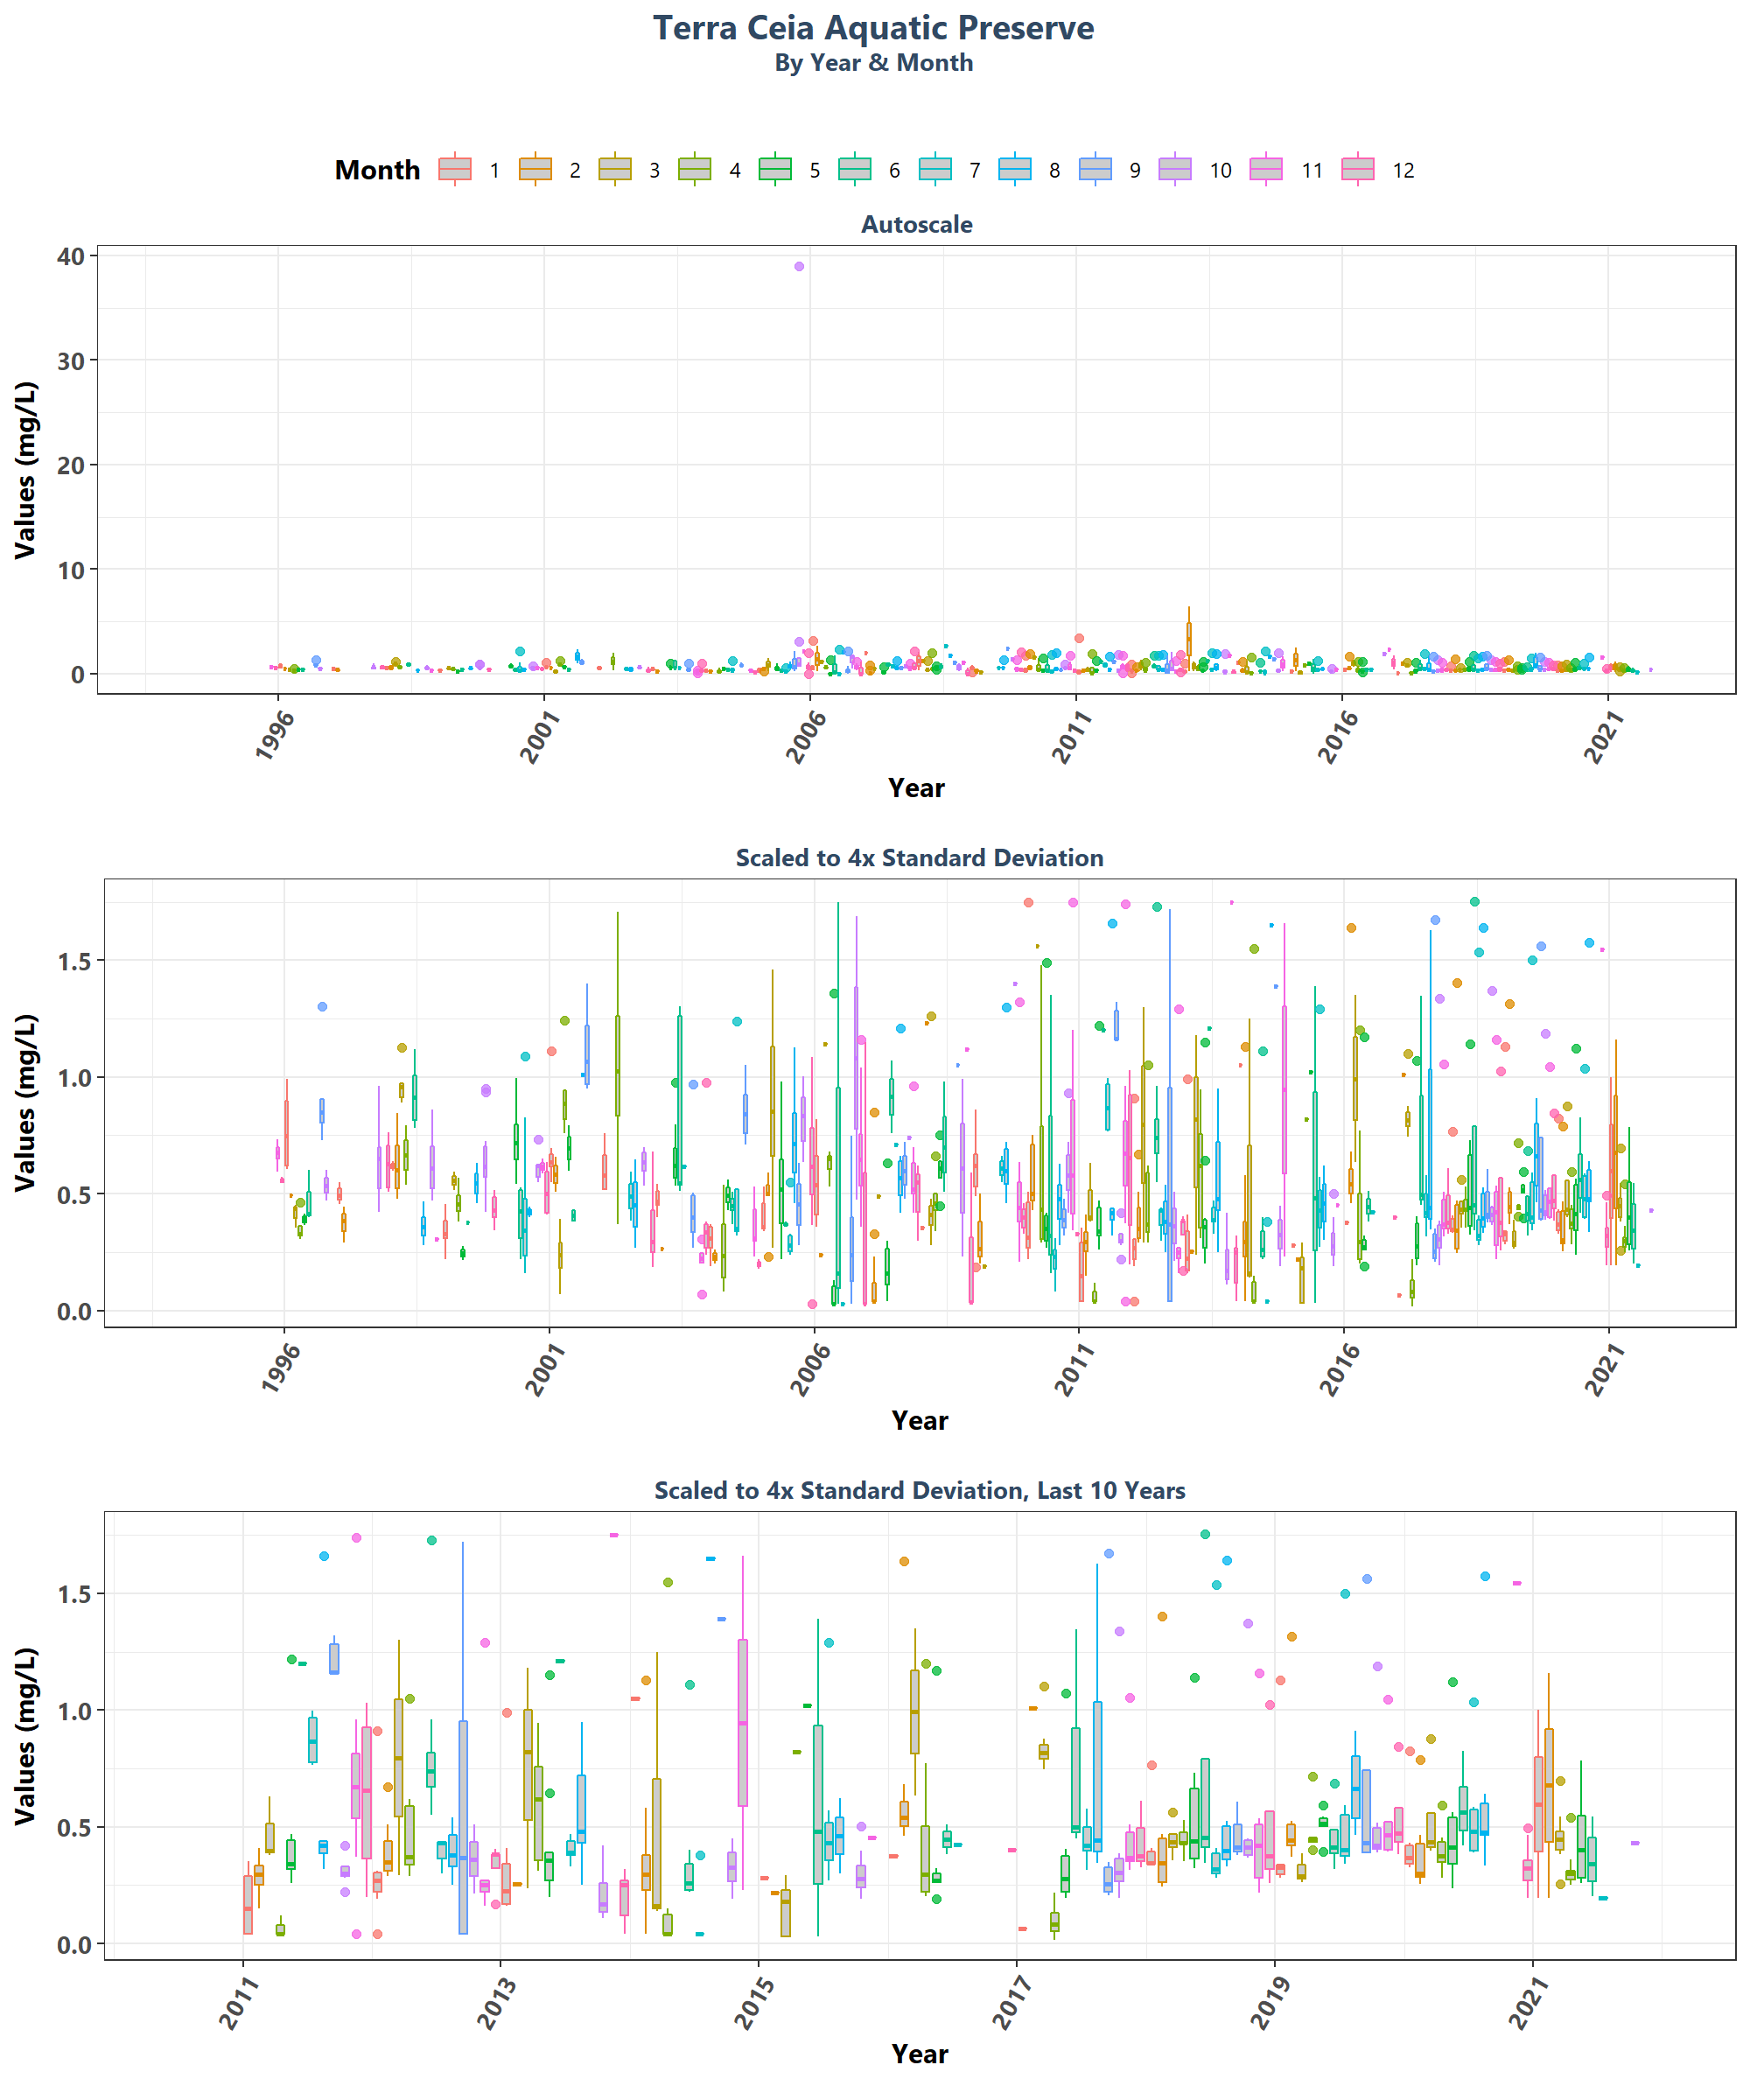 Terra Ceia Aquatic Preserve
By Year & Month
Month 1 2 3 4 5 6 7 8 9 10 11 12
Autoscale
Values (mg/L)
40
30
20
10
0
1996 2001 2006 2011 2016 2021
Year
Scaled to 4x Standard Deviation
Values (mg/L)
1.5
1.0
0.5
0.0
1996 2001 2006 2011 2016 2021
Year
Scaled to 4x Standard Deviation, Last 10 Years
Values (mg/L)
1.5
1.0
0.5
0.0
2011 2013 2015 2017 2019 2021
Year